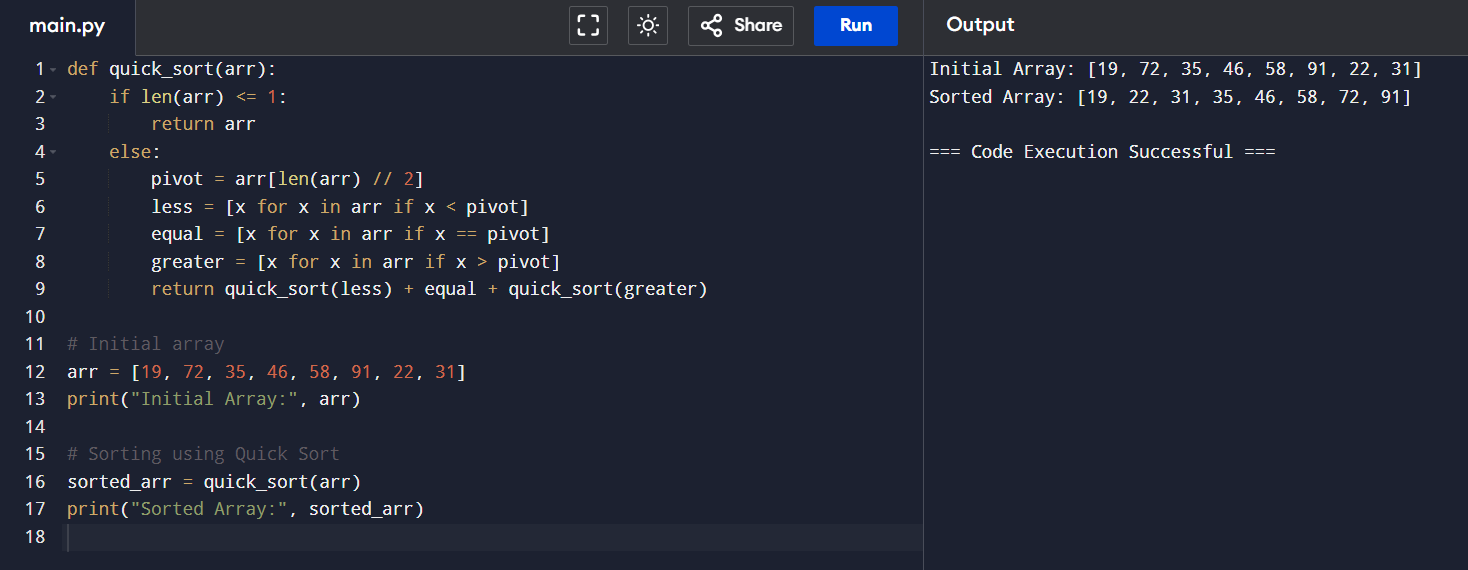 main.py
Share
Run
Output
1 def quick_sort(arr):
2     if len(arr) <= 1:
3         return arr
4     else:
5         pivot = arr[len(arr) // 2]
6         less = [x for x in arr if x < pivot]
7         equal = [x for x in arr if x == pivot]
8         greater = [x for x in arr if x > pivot]
9         return quick_sort(less) + equal + quick_sort(greater)
10
11 # Initial array
12 arr = [19, 72, 35, 46, 58, 91, 22, 31]
13 print("Initial Array:", arr)
14
15 # Sorting using Quick Sort
16 sorted_arr = quick_sort(arr)
17 print("Sorted Array:", sorted_arr)
18
Initial Array: [19, 72, 35, 46, 58, 91, 22, 31]
Sorted Array: [19, 22, 31, 35, 46, 58, 72, 91]
=== Code Execution Successful ===